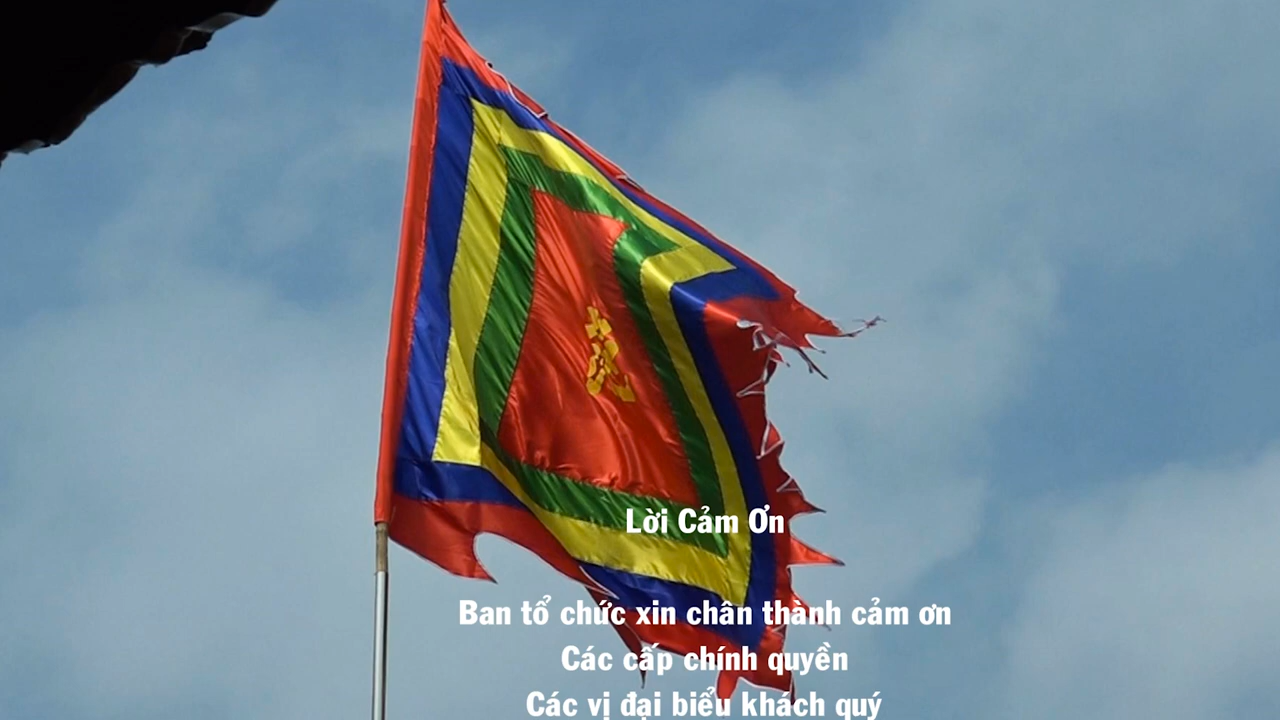 Lời Cảm Ơn
Ban tổ chức xin chân thành cảm ơn
Các cấp chính quyền
Các vị đại biểu khách quý